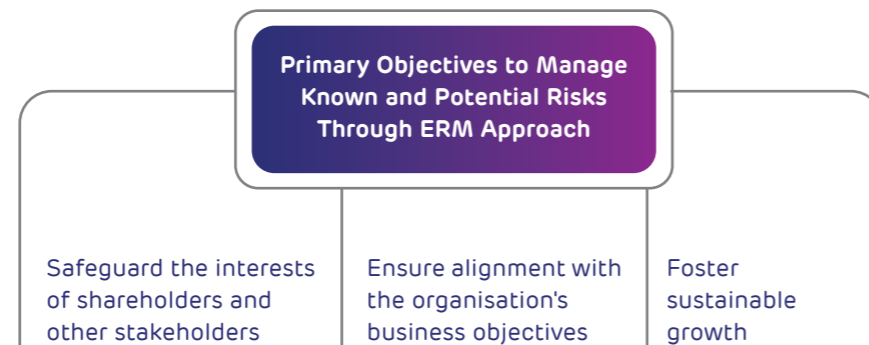 Primary Objectives to Manage
Known and Potential Risks
Through ERM Approach
Safeguard the interests
of shareholders and
other stakeholders
Ensure alignment with
the organisation's
business objectives
Foster
sustainable
growth